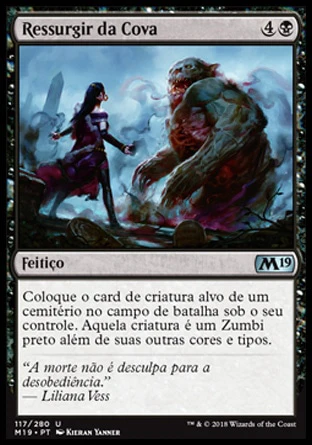 Ressurgir da Cova 4
Feitiço M19
Coloque o card de criatura alvo de um
cemitério no campo de batalha sob o seu
controle. Aquela criatura é um Zumbi
preto além de suas outras cores e tipos.
“A morte não é desculpa para a
desobediência.”
— Liliana Vess
117/280 U
M19 • PT Kieran Yanner ™ & © 2018 Wizards of the Coast